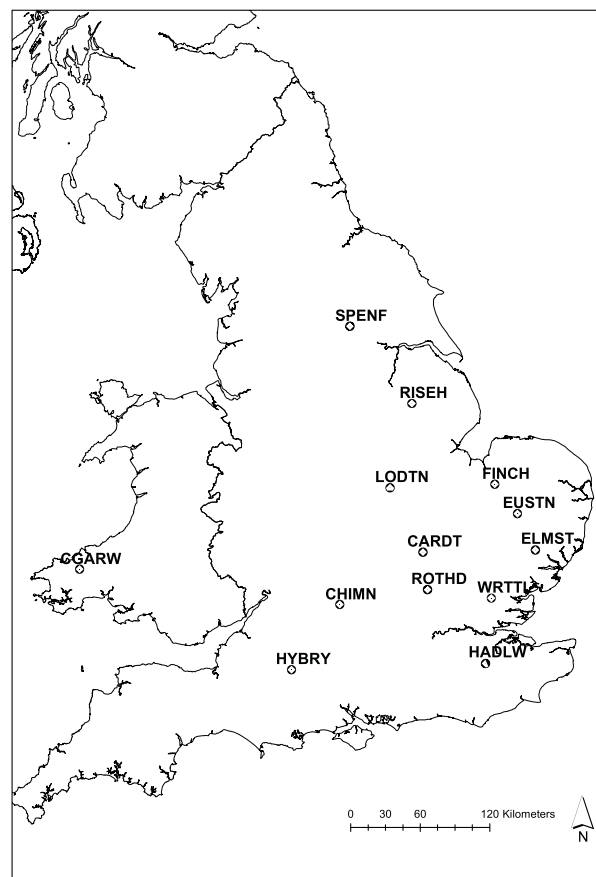 SPENF
RISEH
FINCH
LODTN
EUSTN
CARDT
ELMST
CGARW
ROTHD
CHIMN
WRTTL
HYBRY
HADLW
0 30 60 120 Kilometers
N